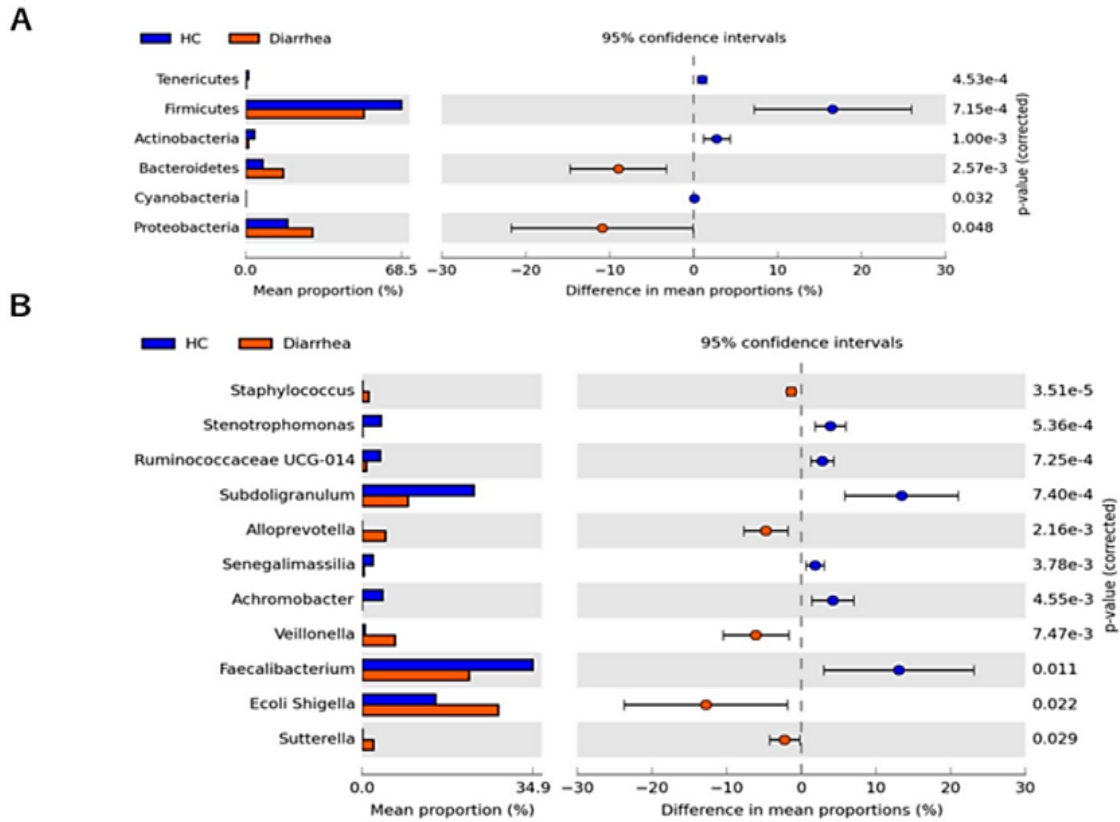 A
HC Diarrhea 95% confidence intervals
Tenericutes 4.53e-4
Firmicutes 7.15e-4
Actinobacteria 1.00e-3
Bacteroidetes 2.57e-3
Cyanobacteria 0.032
Proteobacteria 0.048
p-value (corrected)
0.0 68.5 −30 −20 −10 0 10 20 30
Mean proportion (%) Difference in mean proportions (%)
B
HC Diarrhea 95% confidence intervals
Staphylococcus 3.51e-5
Stenotrophomonas 5.36e-4
Ruminococcaceae UCG-014 7.25e-4
Subdoligranulum 7.40e-4
Alloprevotella 2.16e-3
Senegalimassilia 3.78e-3
Achromobacter 4.55e-3
Veillonella 7.47e-3
Faecalibacterium 0.011
Ecoli Shigella 0.022
Sutterella 0.029
p-value (corrected)
0.0 34.9 −30 −20 −10 0 10 20 30
Mean proportion (%) Difference in mean proportions (%)